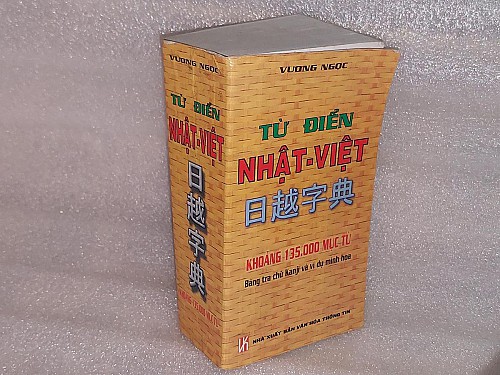 VƯƠNG NGỌC
TỪ ĐIỂN
NHẬT-VIỆT
日越字典
VƯƠNG NGỌC
TỪ ĐIỂN
NHẬT-VIỆT
日越字典
KHOẢNG 135.000 MỤC TỪ
Bảng tra chữ Kanji và ví dụ minh họa
NHÀ XUẤT BẢN VĂN HÓA THÔNG TIN